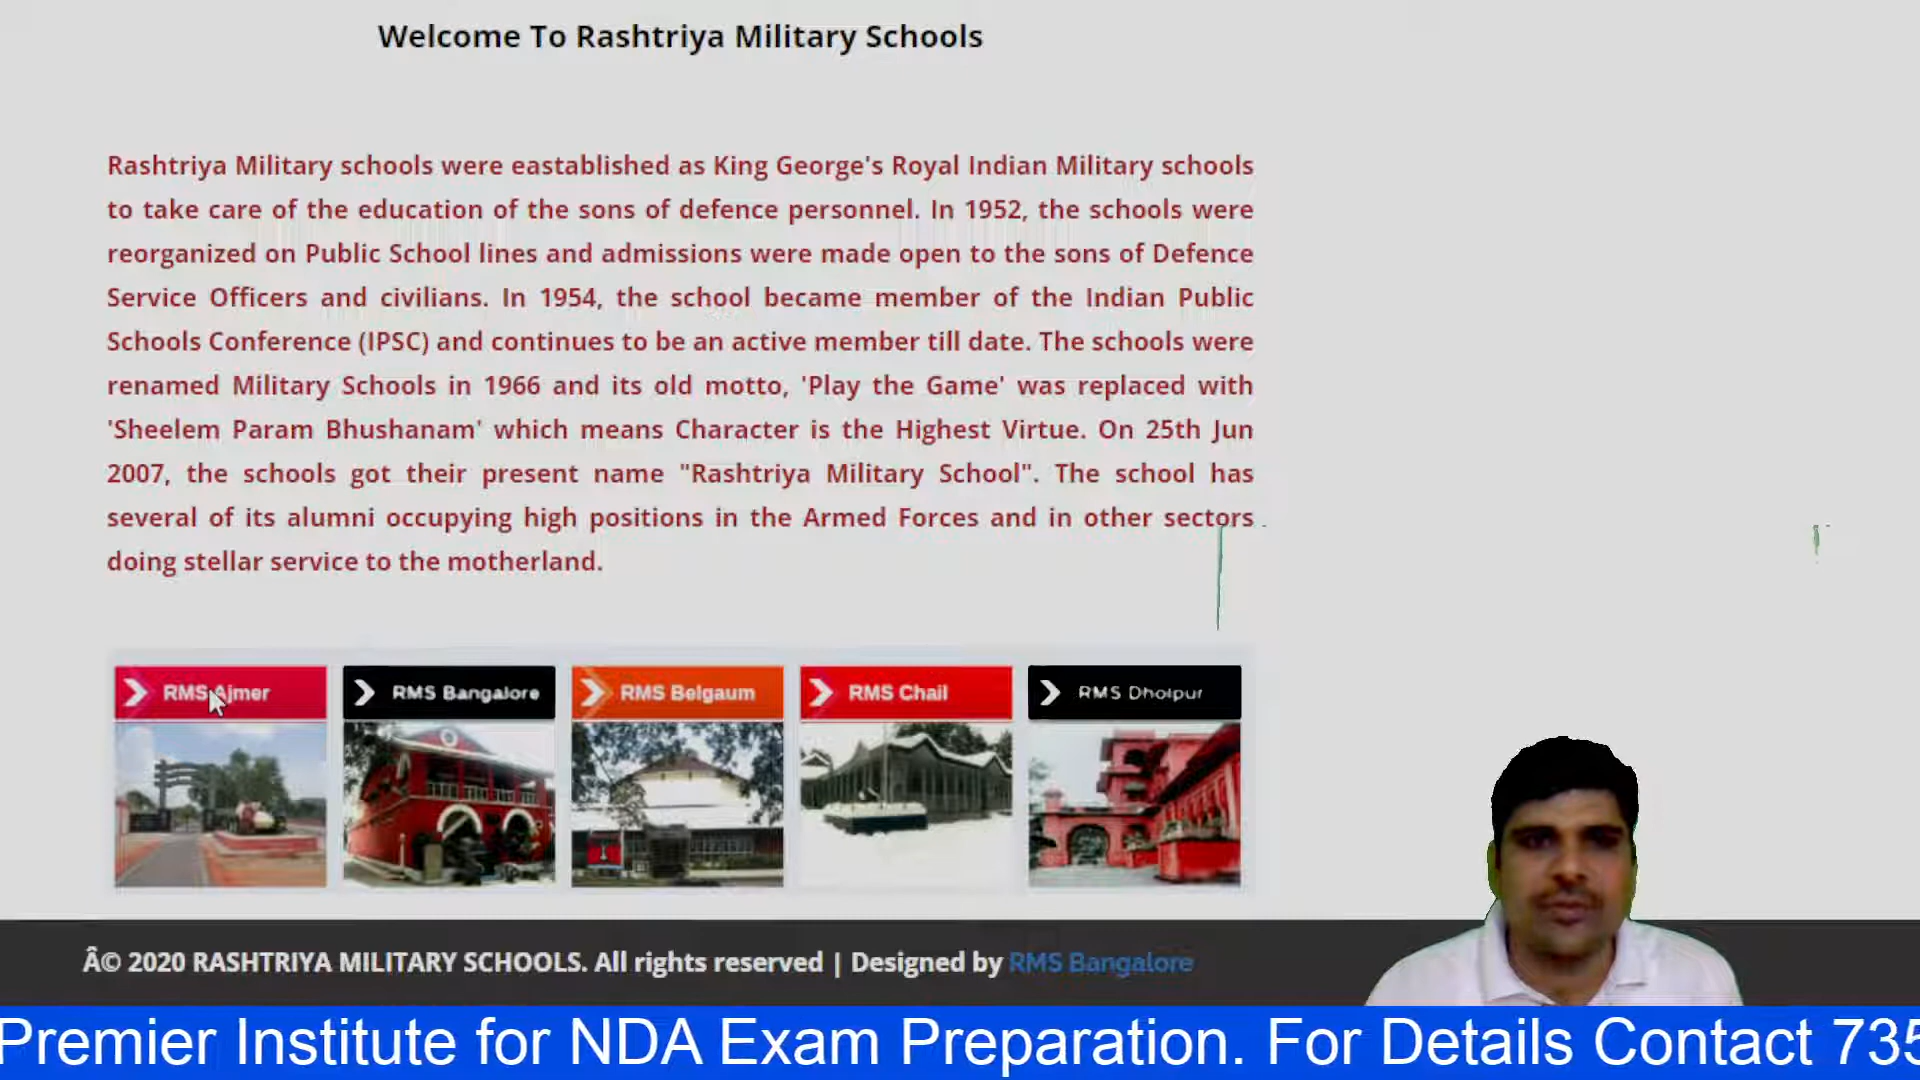 Welcome To Rashtriya Military Schools
Rashtriya Military schools were eastablished as King George's Royal Indian Military schools
to take care of the education of the sons of defence personnel. In 1952, the schools were
reorganized on Public School lines and admissions were made open to the sons of Defence
Service Officers and civilians. In 1954, the school became member of the Indian Public
Schools Conference (IPSC) and continues to be an active member till date. The schools were
renamed Military Schools in 1966 and its old motto, 'Play the Game' was replaced with
'Sheelem Param Bhushanam' which means Character is the Highest Virtue. On 25th Jun
2007, the schools got their present name "Rashtriya Military School". The school has
several of its alumni occupying high positions in the Armed Forces and in other sectors
doing stellar service to the motherland.
RMS Ajmer
RMS Bangalore
RMS Belgaum
RMS Chail
RMS Dholpur
Â© 2020 RASHTRIYA MILITARY SCHOOLS. All rights reserved | Designed by RMS Bangalore
Premier Institute for NDA Exam Preparation. For Details Contact 735